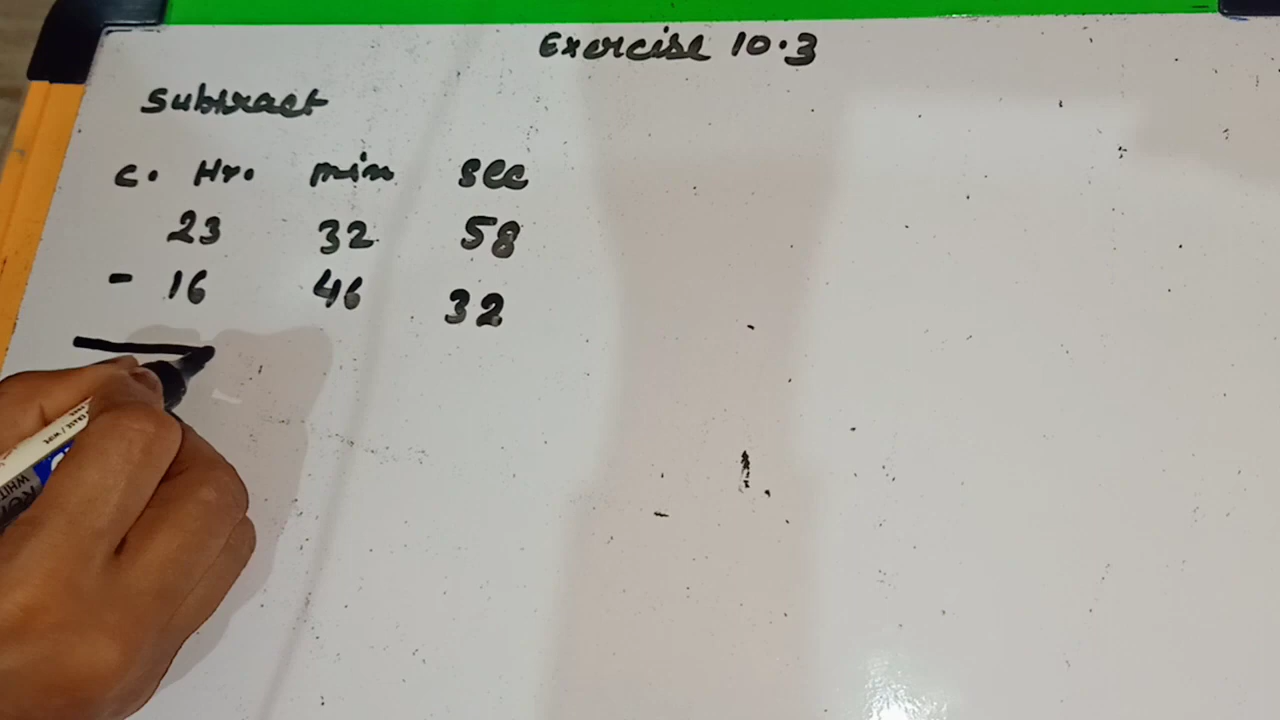 Exercise 10.3
Subtract
c. Hr. min sec
23 32 58
- 16 46 32